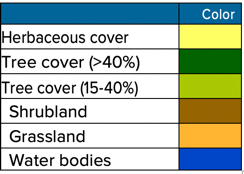 Color
Herbaceous cover
Tree cover (>40%)
Tree cover (15-40%)
Shrubland
Grassland
Water bodies